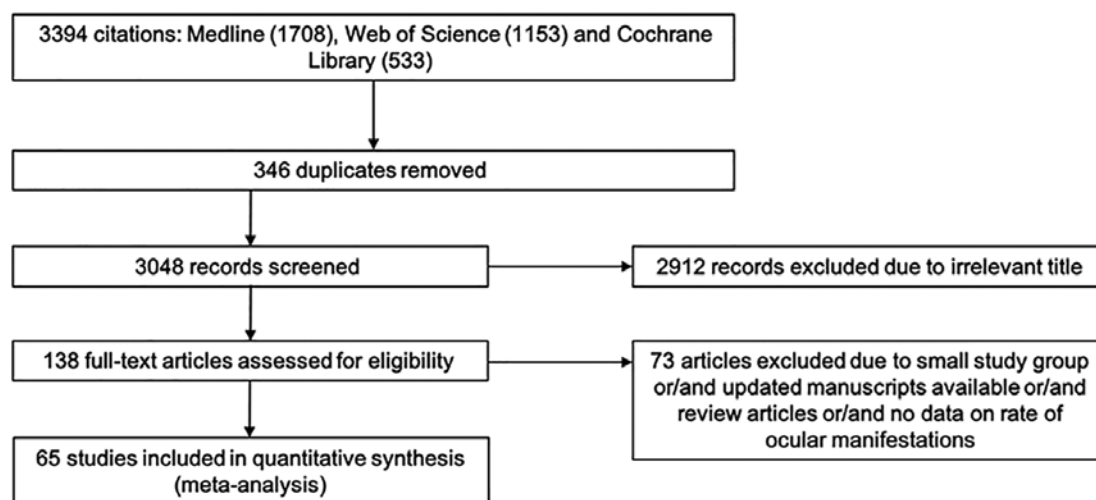 3394 citations: Medline (1708), Web of Science (1153) and Cochrane
Library (533)
346 duplicates removed
3048 records screened
2912 records excluded due to irrelevant title
138 full-text articles assessed for eligibility
73 articles excluded due to small study group
or/and updated manuscripts available or/and
review articles or/and no data on rate of
ocular manifestations
65 studies included in quantitative synthesis
(meta-analysis)